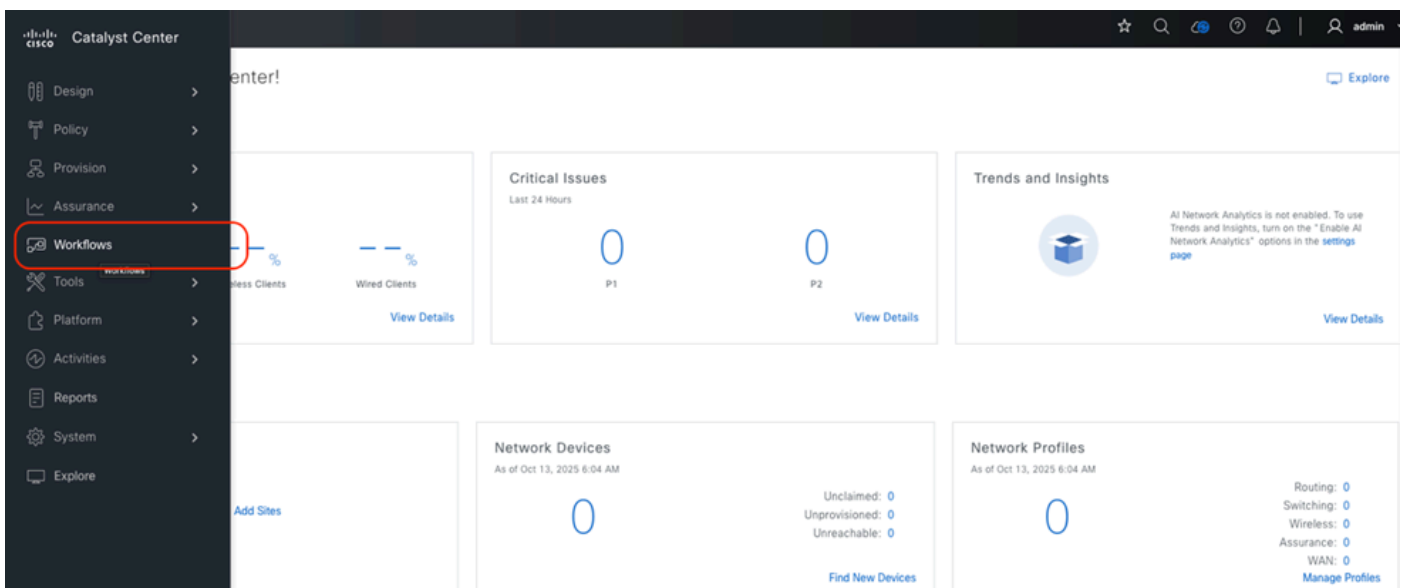 cisco Catalyst Center
admin
Design
Policy
Provision
Assurance
Workflows
Workflows
Tools
Platform
Activities
Reports
System
Explore
enter!
Explore
%
%
eless Clients
Wired Clients
View Details
Critical Issues
Last 24 Hours
0
0
P1
P2
View Details
Trends and Insights
AI Network Analytics is not enabled. To use
Trends and Insights, turn on the "Enable AI
Network Analytics" options in the settings
page
View Details
Add Sites
Network Devices
As of Oct 13, 2025 6:04 AM
0
Unclaimed: 0
Unprovisioned: 0
Unreachable: 0
Find New Devices
Network Profiles
As of Oct 13, 2025 6:04 AM
0
Routing: 0
Switching: 0
Wireless: 0
Assurance: 0
WAN: 0
Manage Profiles